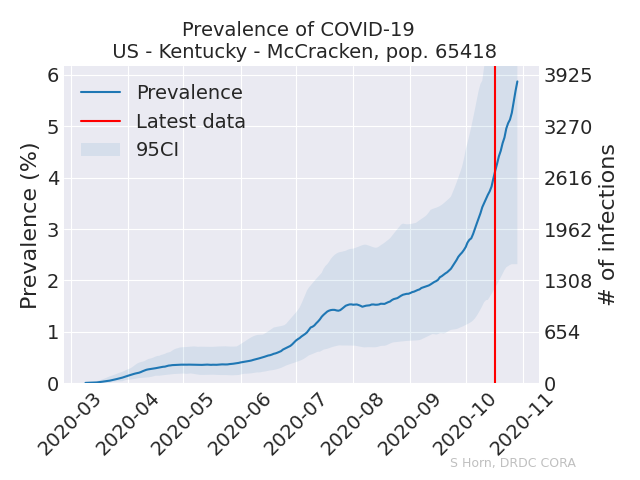 Prevalence of COVID-19
US - Kentucky - McCracken, pop. 65418
Prevalence
Latest data
95CI
Prevalence (%)
6
5
4
3
2
1
0
3925
3270
2616
1962
1308
654
0
# of infections
2020-03
2020-04
2020-05
2020-06
2020-07
2020-08
2020-09
2020-10
2020-11
S Horn, DRDC CORA